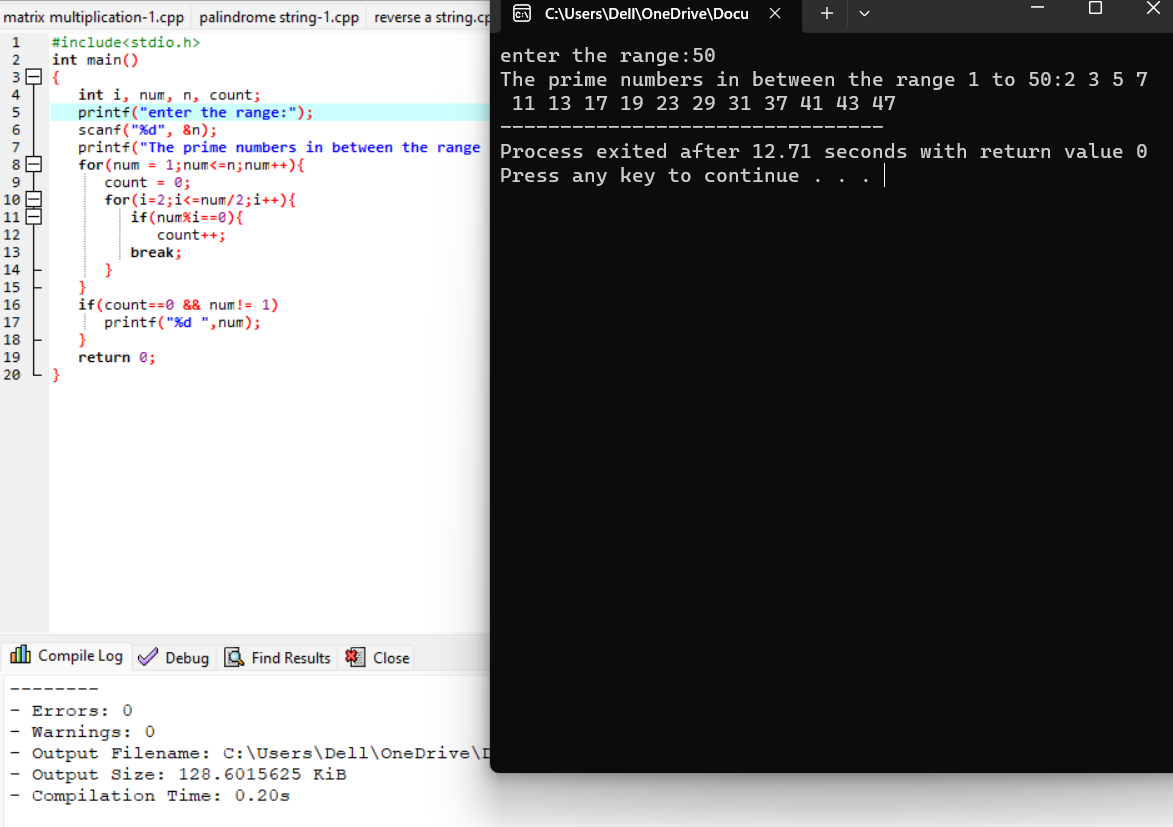 matrix multiplication-1.cpp palindrome string-1.cpp reverse a string.cp
1 #include<stdio.h>
2 int main()
3 {
4 int i, num, n, count;
5 printf("enter the range:");
6 scanf("%d", &n);
7 printf("The prime numbers in between the range
8 for(num = 1;num<=n;num++){
9 count = 0;
10 for(i=2;i<=num/2;i++){
11 if(num%i==0){
12 count++;
13 break;
14 }
15 }
16 if(count==0 && num!= 1)
17 printf("%d ",num);
18 }
19 return 0;
20 }
Compile Log Debug Find Results Close
--------
- Errors: 0
- Warnings: 0
- Output Filename: C:\Users\Dell\OneDrive\D
- Output Size: 128.6015625 KiB
- Compilation Time: 0.20s
C:\Users\Dell\OneDrive\Docu
enter the range:50
The prime numbers in between the range 1 to 50:2 3 5 7
11 13 17 19 23 29 31 37 41 43 47
--------------------------------
Process exited after 12.71 seconds with return value 0
Press any key to continue . . .